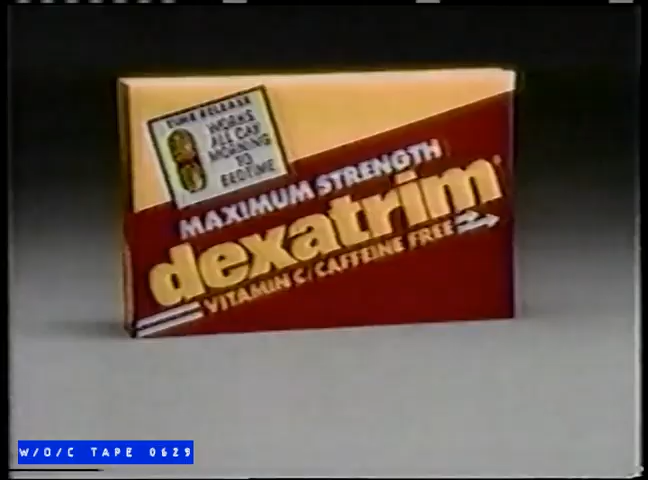 TIME RELEASE
WORKS
ALL DAY
MORNING
TO
BEDTIME
MAXIMUM STRENGTH
dexatrim®
VITAMIN C/CAFFEINE FREE
W/O/C TAPE 0629